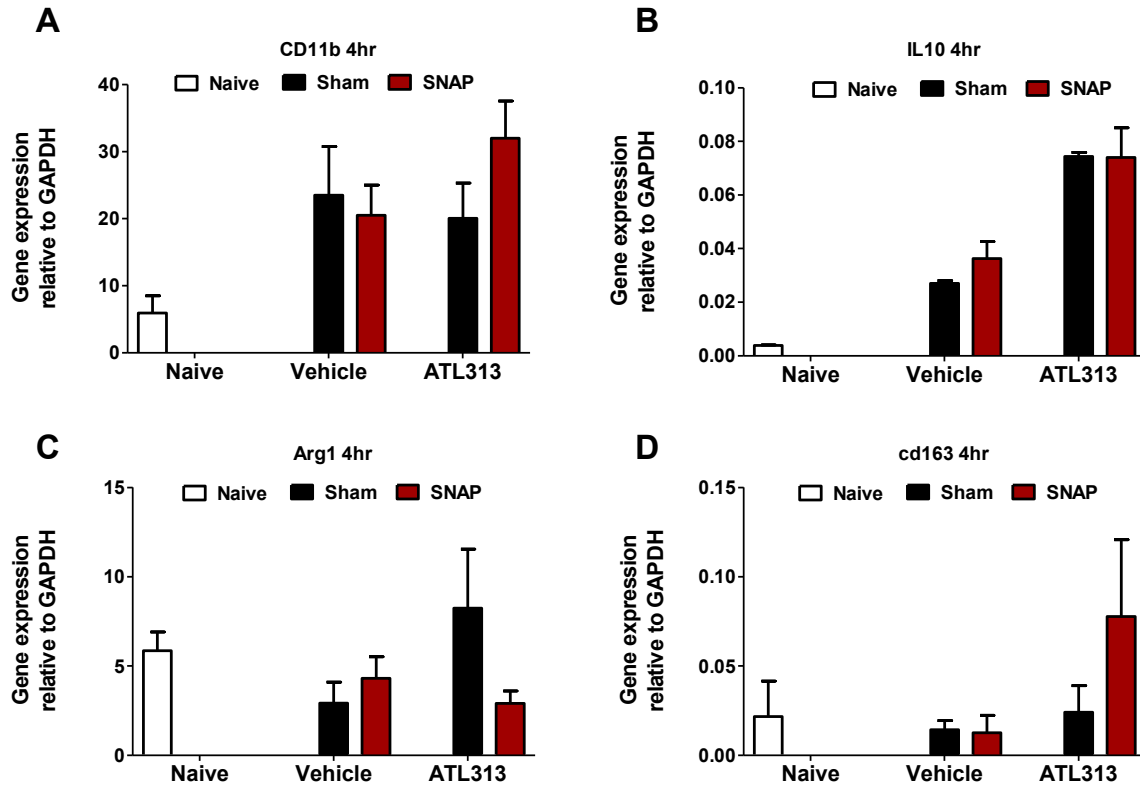 A
CD11b 4hr
Naive Sham SNAP
Gene expression
relative to GAPDH
40
30
20
10
0
Naive Vehicle ATL313
B
IL10 4hr
Naive Sham SNAP
Gene expression
relative to GAPDH
0.10
0.08
0.06
0.04
0.02
0.00
Naive Vehicle ATL313
C
Arg1 4hr
Naive Sham SNAP
Gene expression
relative to GAPDH
15
10
5
0
Naive Vehicle ATL313
D
cd163 4hr
Naive Sham SNAP
Gene expression
relative to GAPDH
0.15
0.10
0.05
0.00
Naive Vehicle ATL313